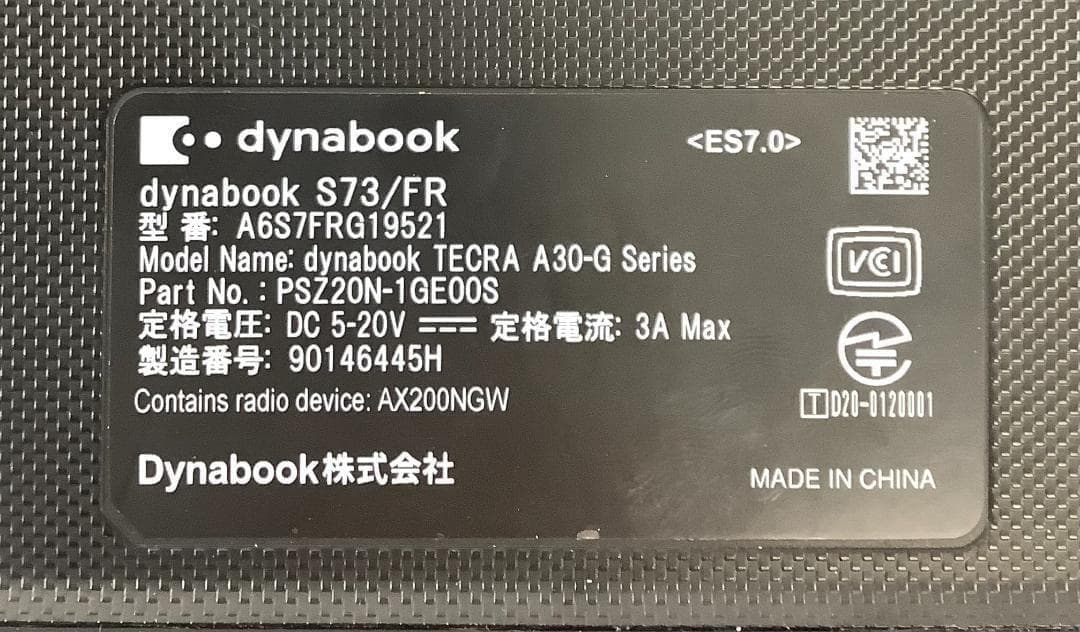 dynabook
<ES7.0>
dynabook S73/FR
型 番: A6S7FRG19521
Model Name: dynabook TECRA A30-G Series
Part No. : PSZ20N-1GE00S
定格電圧: DC 5-20V ⎓ 定格電流: 3A Max
製造番号: 90146445H
Contains radio device: AX200NGW
VCCI
T D20-0120001
Dynabook株式会社
MADE IN CHINA